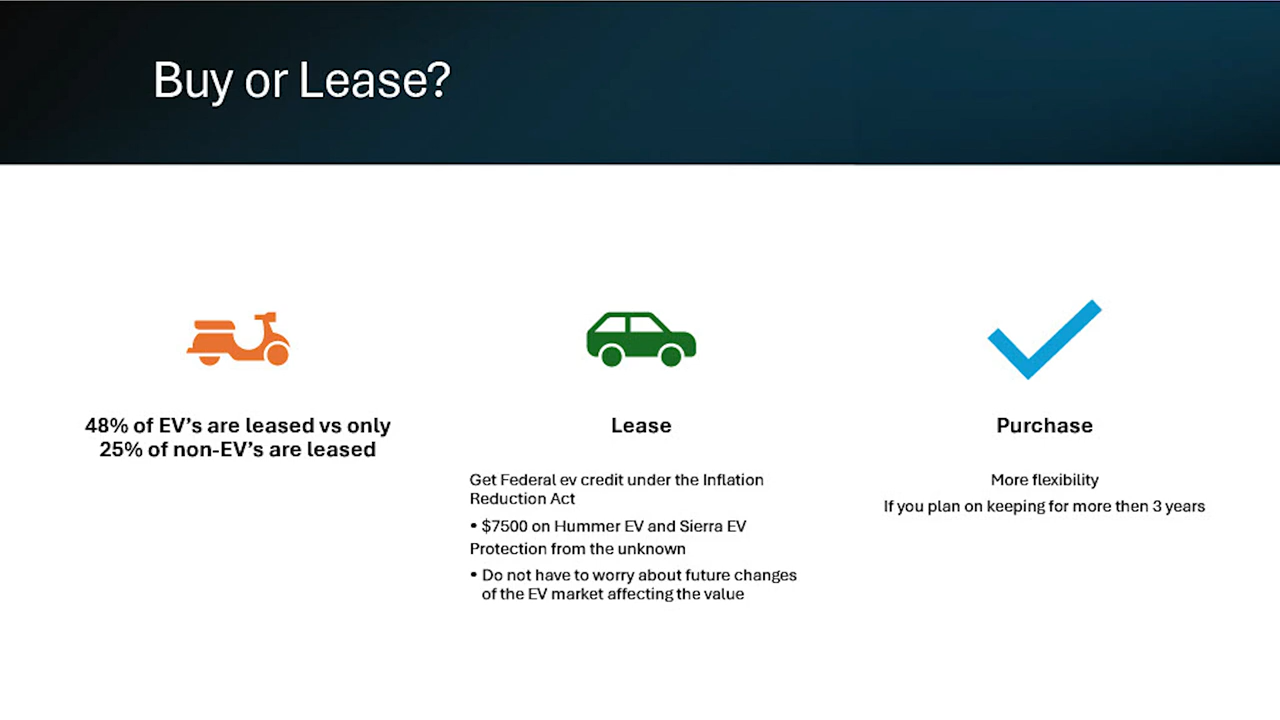 Buy or Lease?
48% of EV's are leased vs only
25% of non-EV's are leased
Lease
Get Federal ev credit under the Inflation
Reduction Act
• $7500 on Hummer EV and Sierra EV
Protection from the unknown
• Do not have to worry about future changes
of the EV market affecting the value
Purchase
More flexibility
If you plan on keeping for more then 3 years